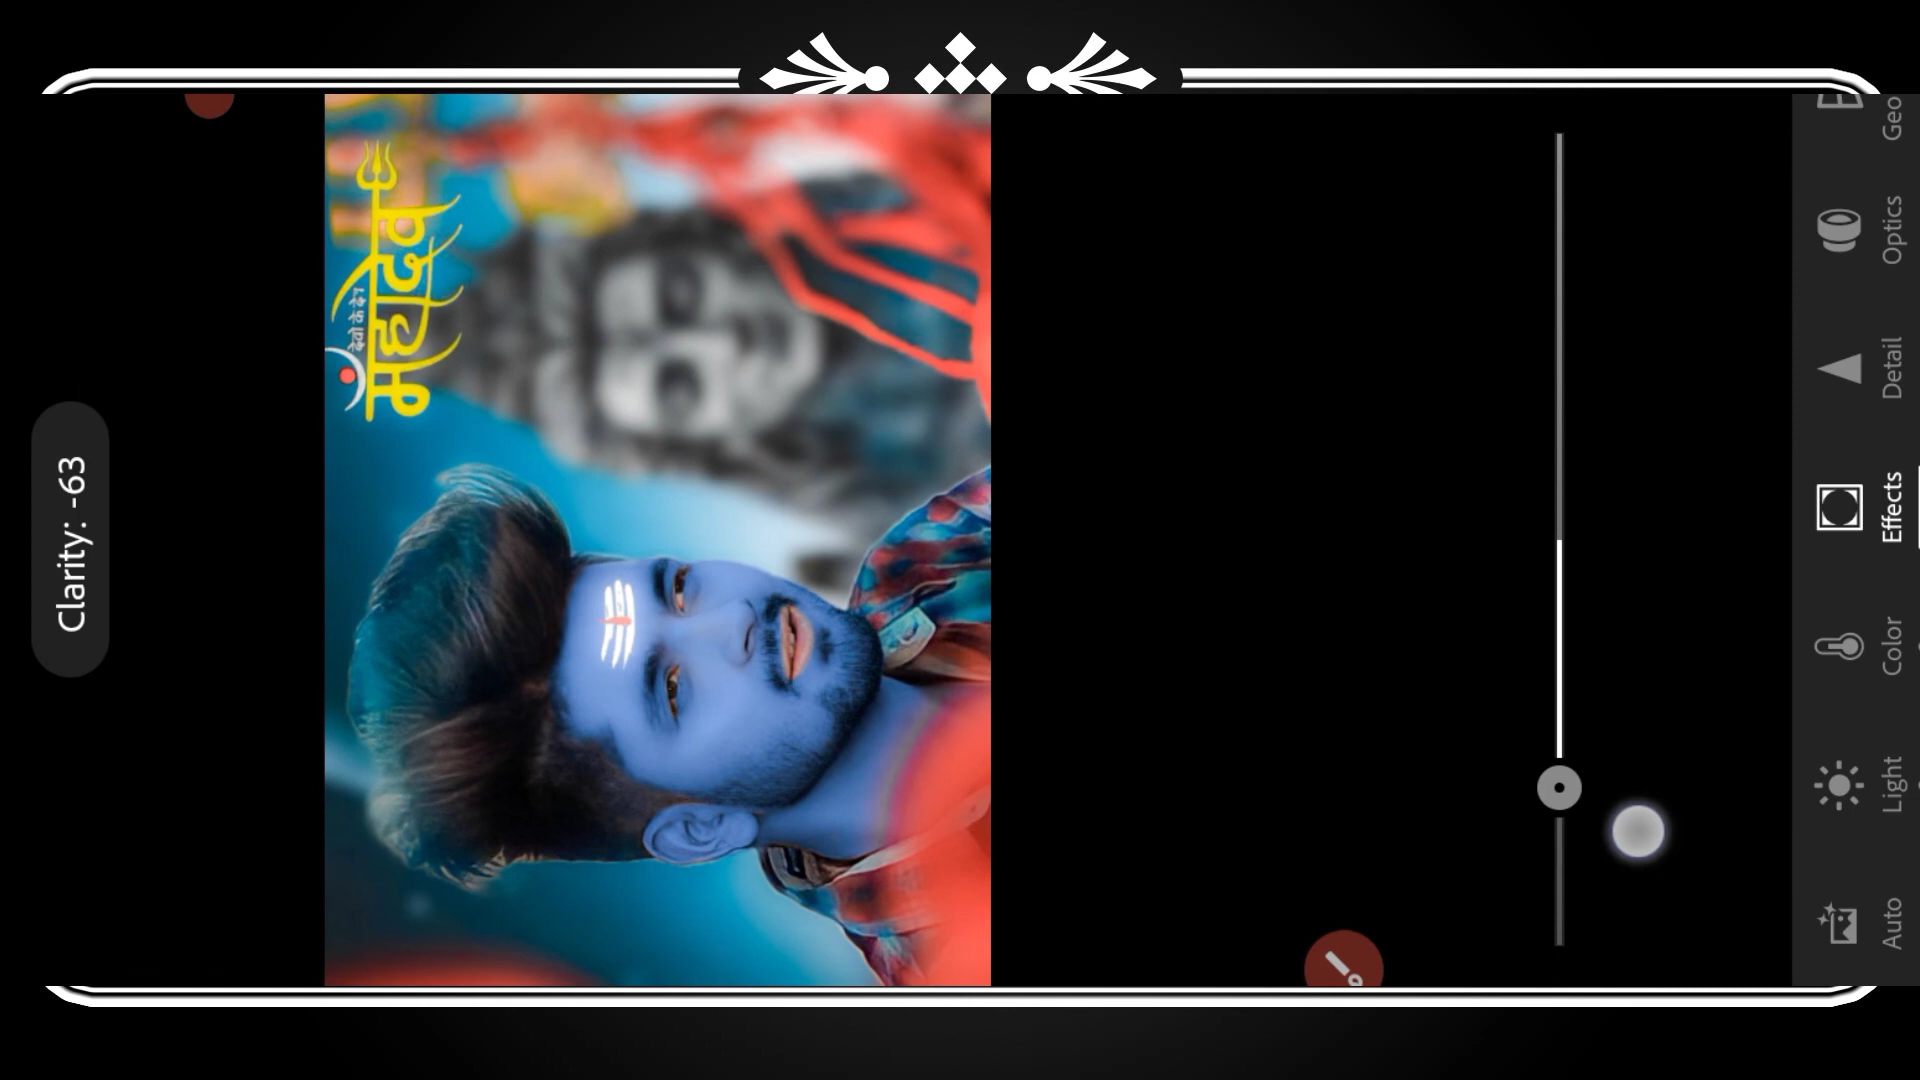 Clarity: -63
महादेव
देवों के देव
Auto
Light
Color
Effects
Detail
Optics
Geo